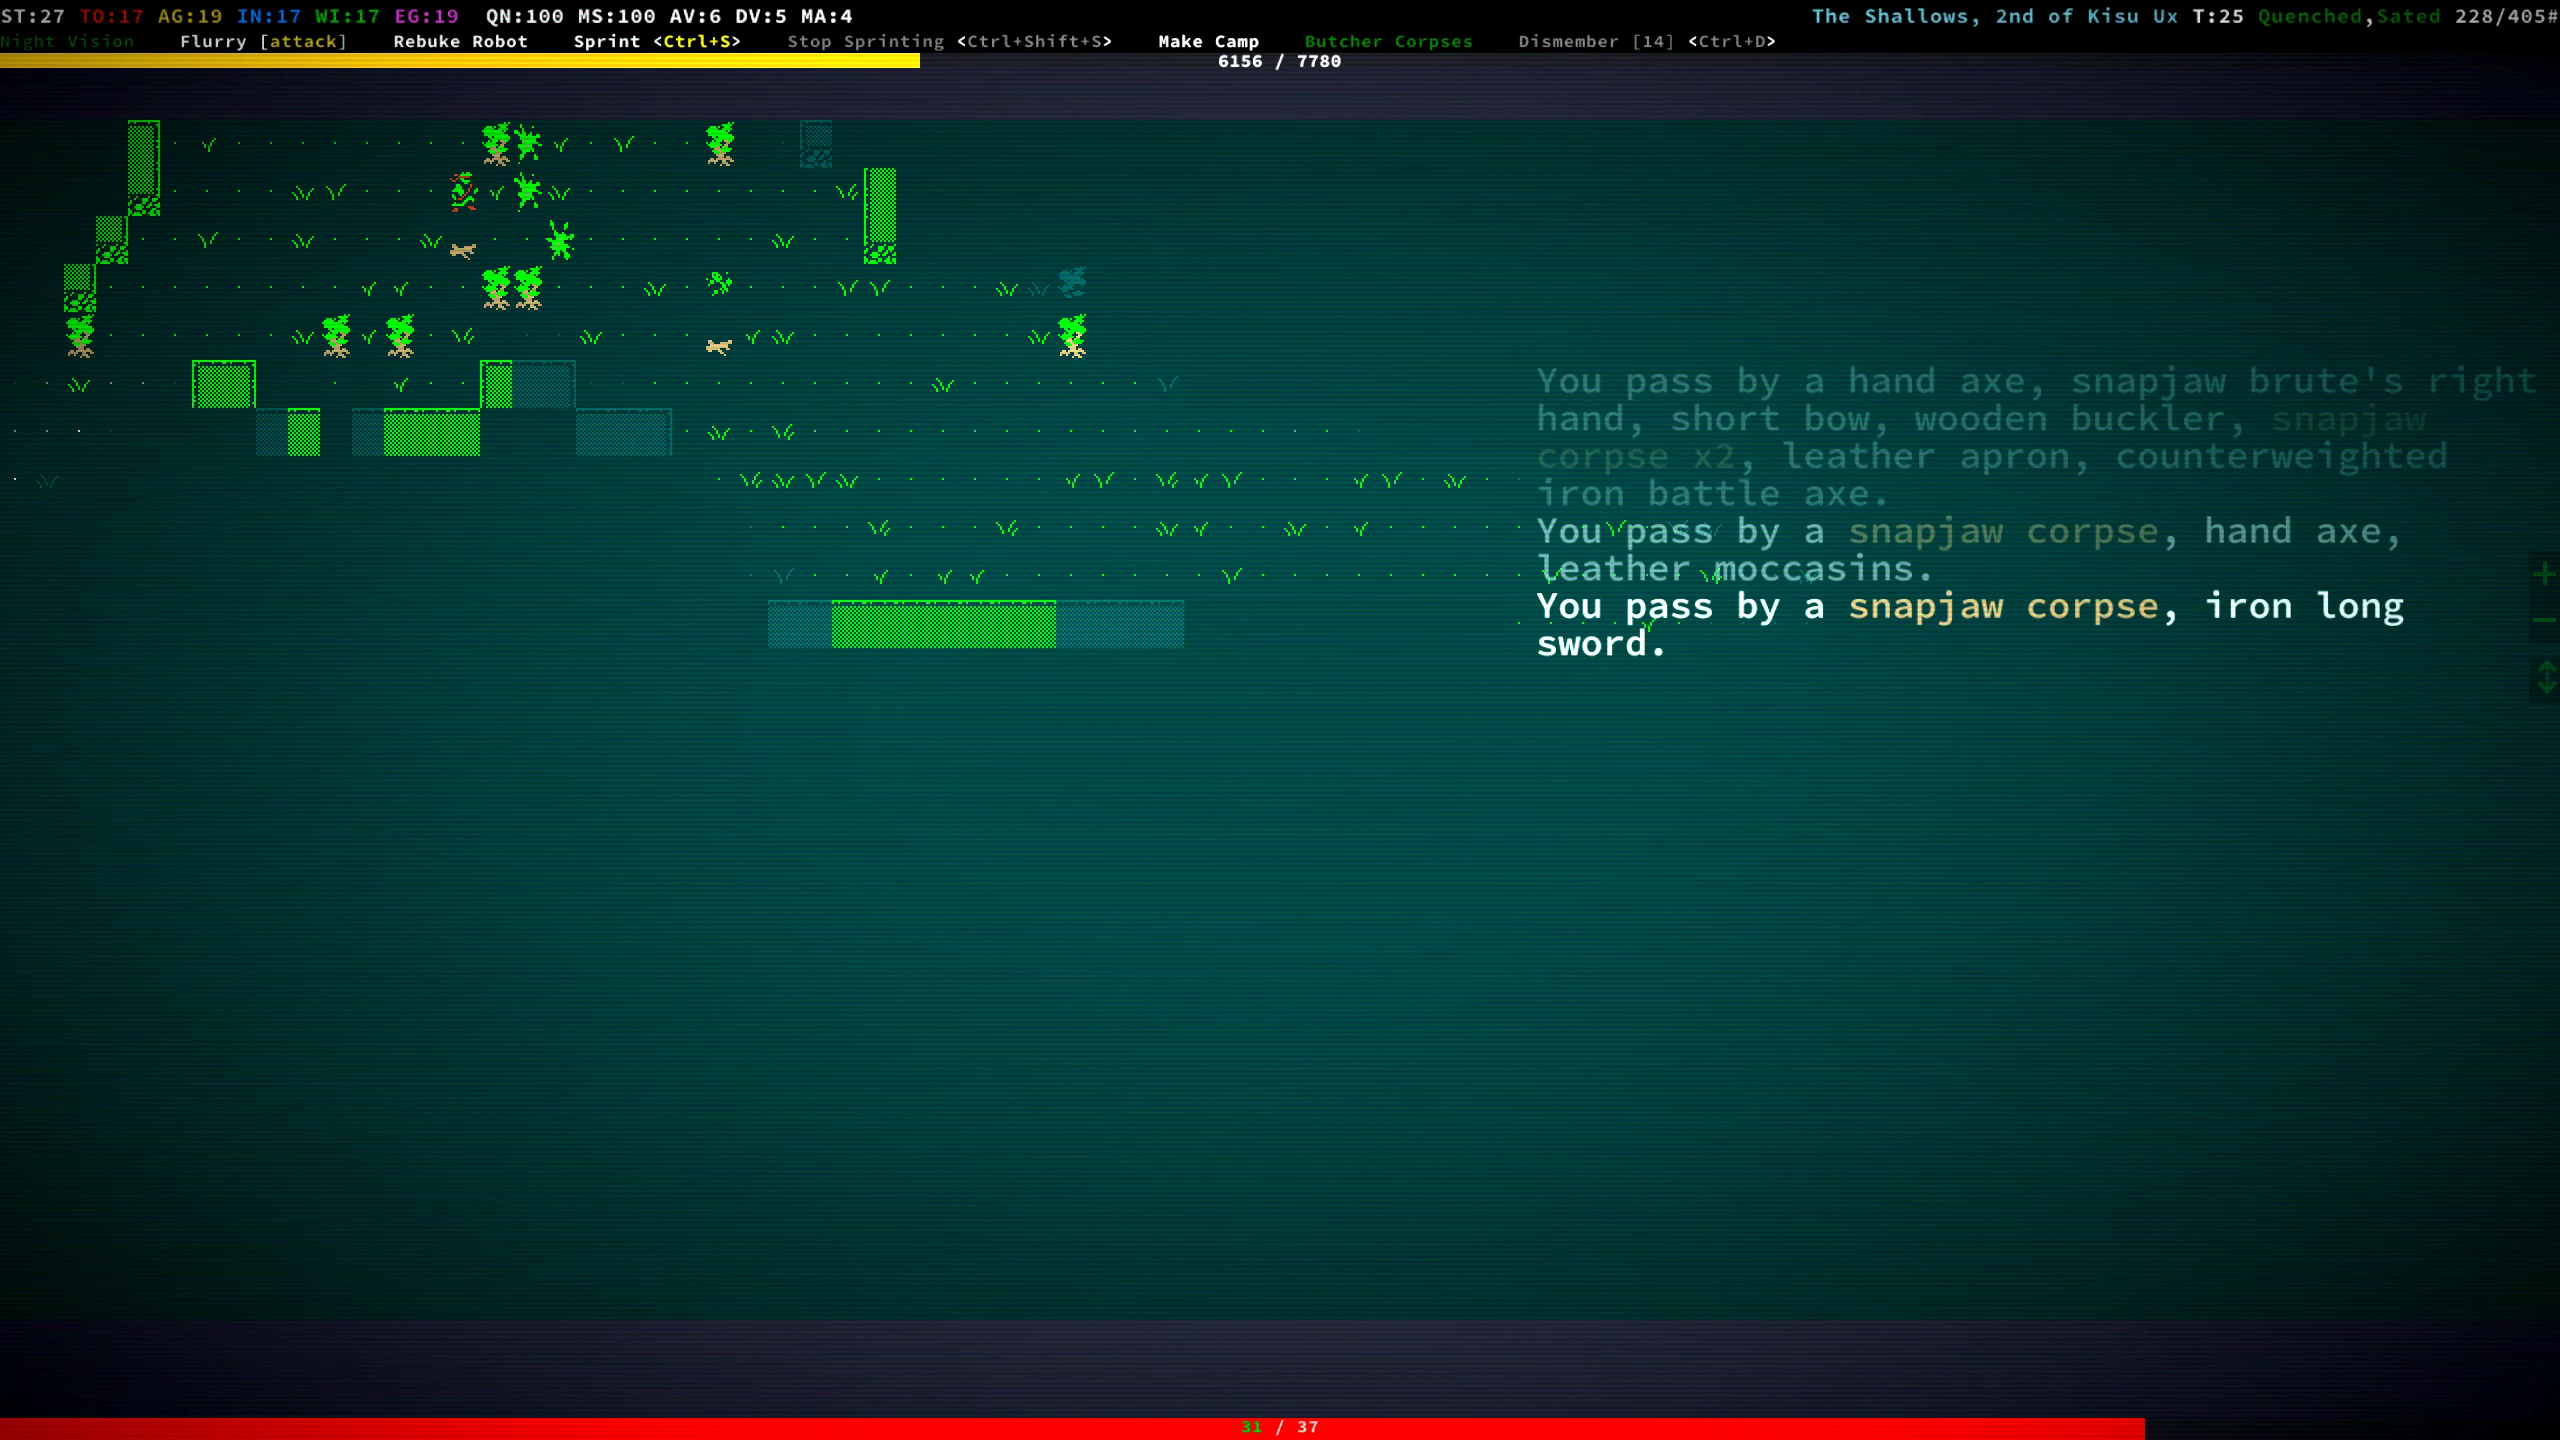 ST:27 TO:17 AG:19 IN:17 WI:17 EG:19 QN:100 MS:100 AV:6 DV:5 MA:4 The Shallows, 2nd of Kisu Ux T:25 Quenched,Sated 228/405#
Night Vision Flurry [attack] Rebuke Robot Sprint <Ctrl+S> Stop Sprinting <Ctrl+Shift+S> Make Camp Butcher Corpses Dismember [14] <Ctrl+D>
6156 / 7780
You pass by a hand axe, snapjaw brute's right
hand, short bow, wooden buckler, snapjaw
corpse x2, leather apron, counterweighted
iron battle axe.
You pass by a snapjaw corpse, hand axe,
leather moccasins.
You pass by a snapjaw corpse, iron long
sword.
31 / 37